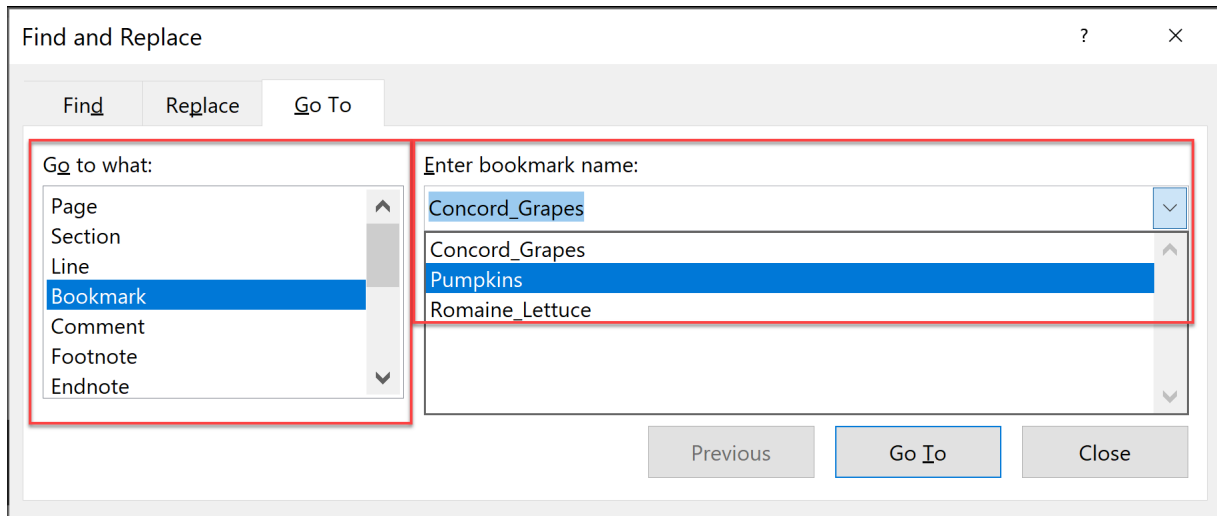 Find and Replace ? ×
Find Replace Go To
Go to what:
Page
Section
Line
Bookmark
Comment
Footnote
Endnote
Enter bookmark name:
Concord_Grapes
Concord_Grapes
Pumpkins
Romaine_Lettuce
Previous Go To Close